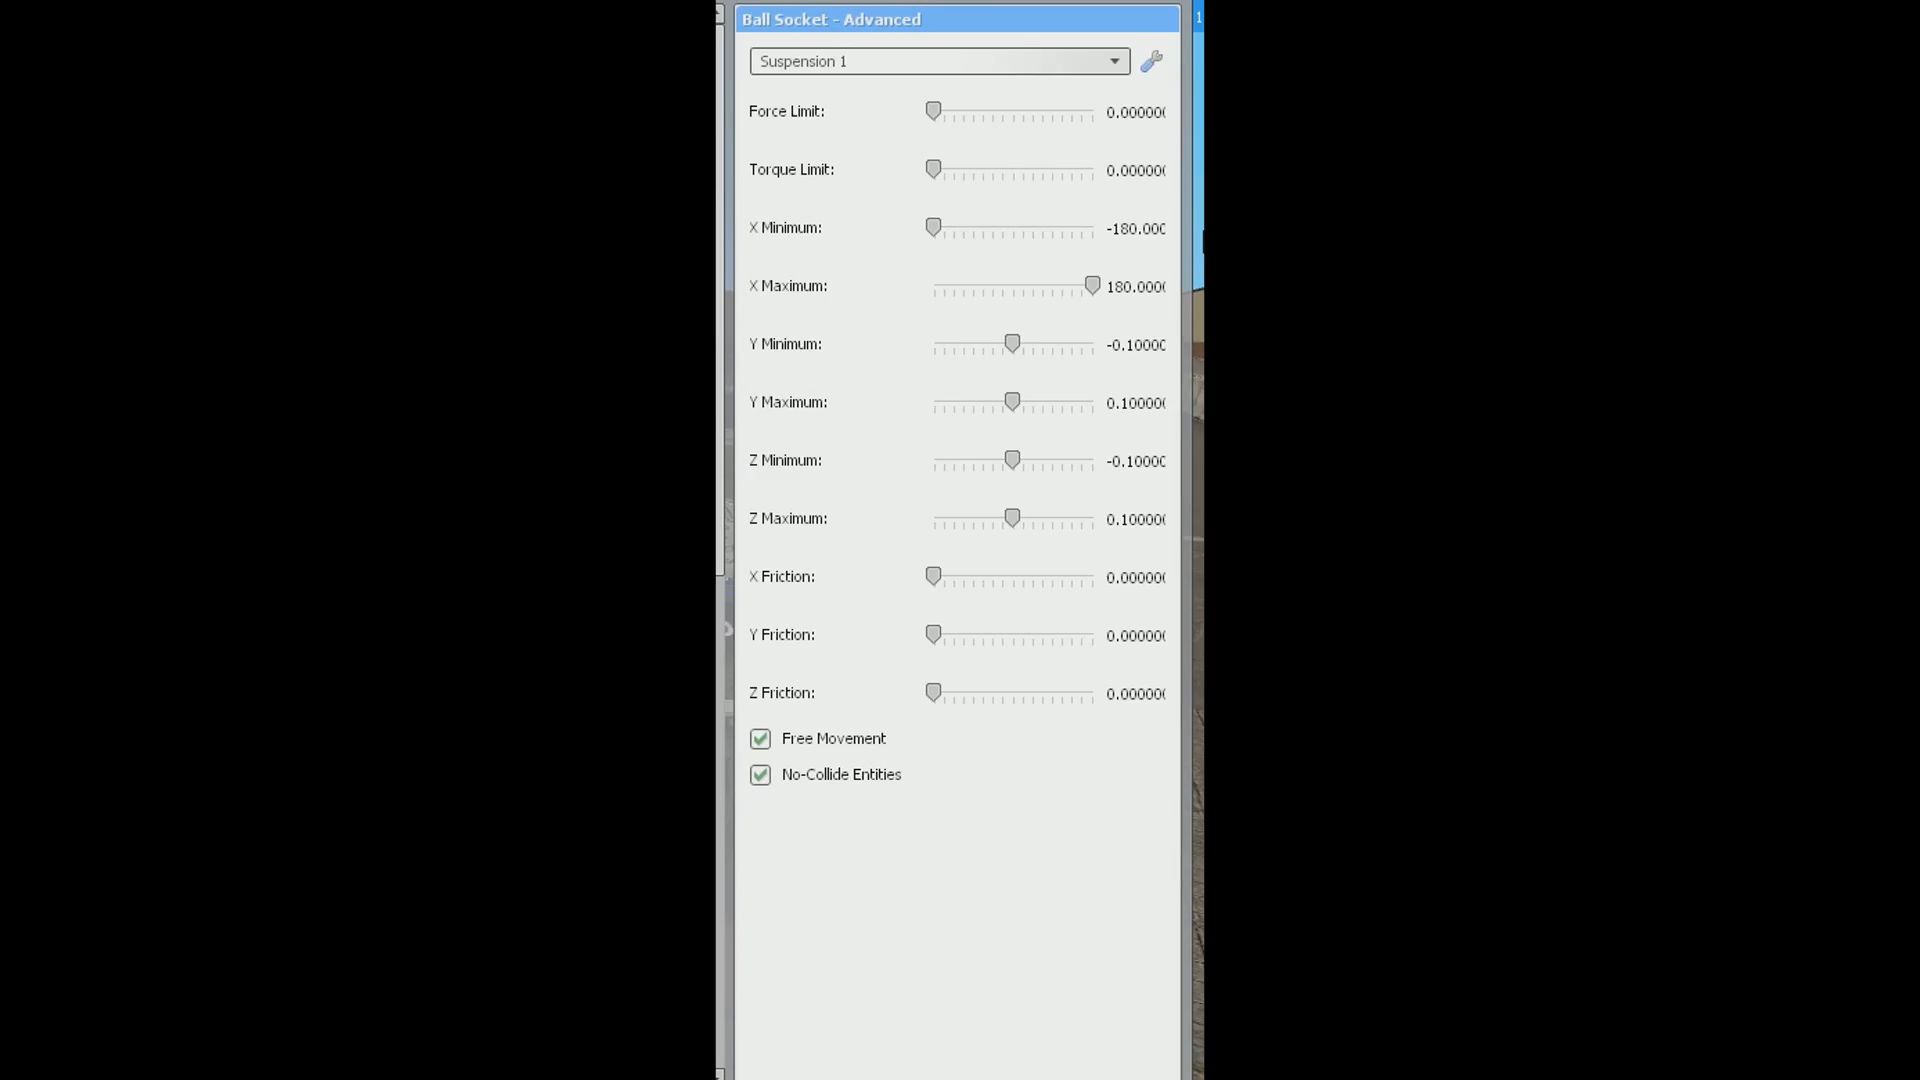 Ball Socket - Advanced
1
Suspension 1
Force Limit: 0.000000
Torque Limit: 0.000000
X Minimum: -180.000
X Maximum: 180.0000
Y Minimum: -0.10000
Y Maximum: 0.100000
Z Minimum: -0.10000
Z Maximum: 0.100000
X Friction: 0.000000
Y Friction: 0.000000
Z Friction: 0.000000
Free Movement
No-Collide Entities